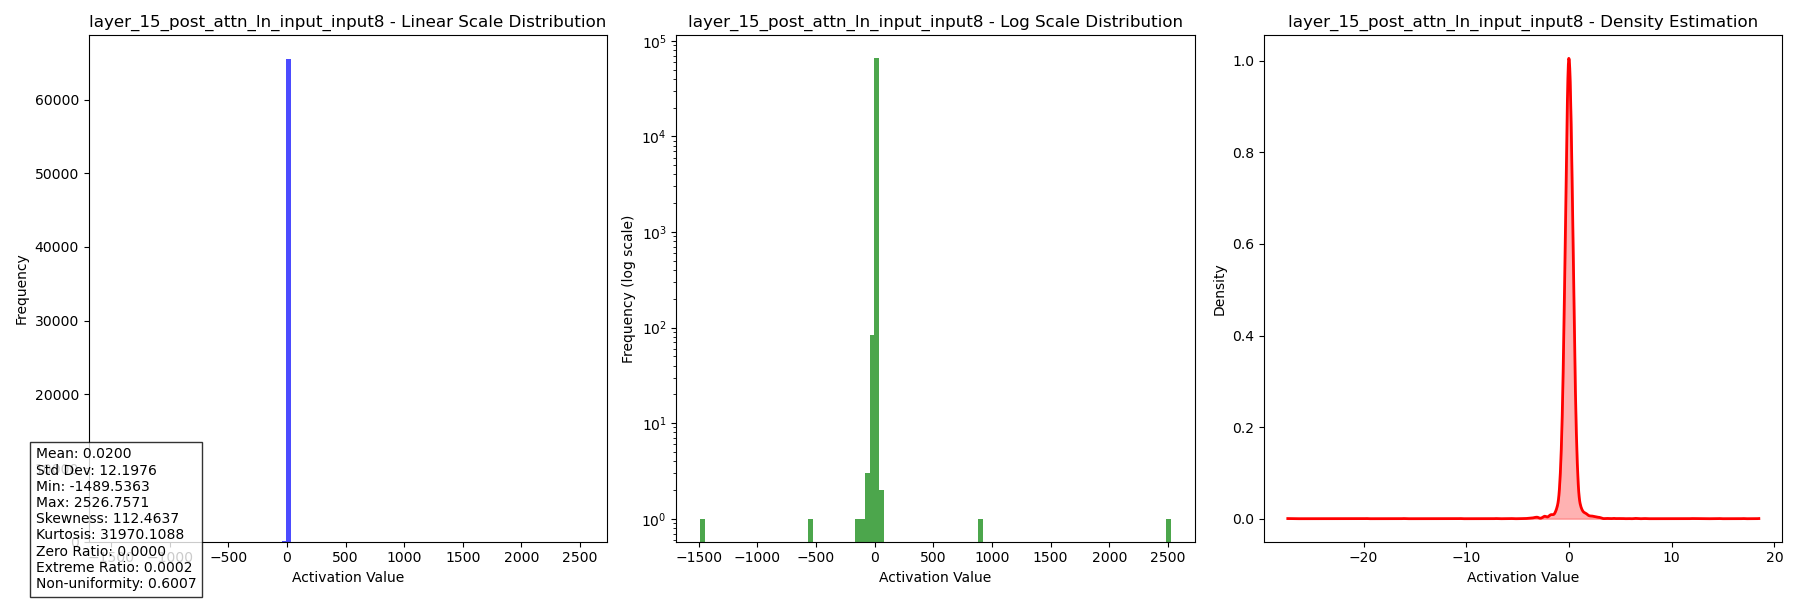 layer_15_post_attn_ln_input_input8 - Linear Scale Distribution
layer_15_post_attn_ln_input_input8 - Log Scale Distribution
layer_15_post_attn_ln_input_input8 - Density Estimation
Frequency
60000
50000
40000
30000
20000
0
−500
0
500
1000
1500
2000
2500
Activation Value
Mean: 0.0200
Std Dev: 12.1976
Min: -1489.5363
Max: 2526.7571
Skewness: 112.4637
Kurtosis: 31970.1088
Zero Ratio: 0.0000
Extreme Ratio: 0.0002
Non-uniformity: 0.6007
Frequency (log scale)
10⁵
10⁴
10³
10²
10¹
10⁰
−1500
−1000
−500
0
500
1000
1500
2000
2500
Activation Value
Density
1.0
0.8
0.6
0.4
0.2
0.0
−20
−10
0
10
20
Activation Value